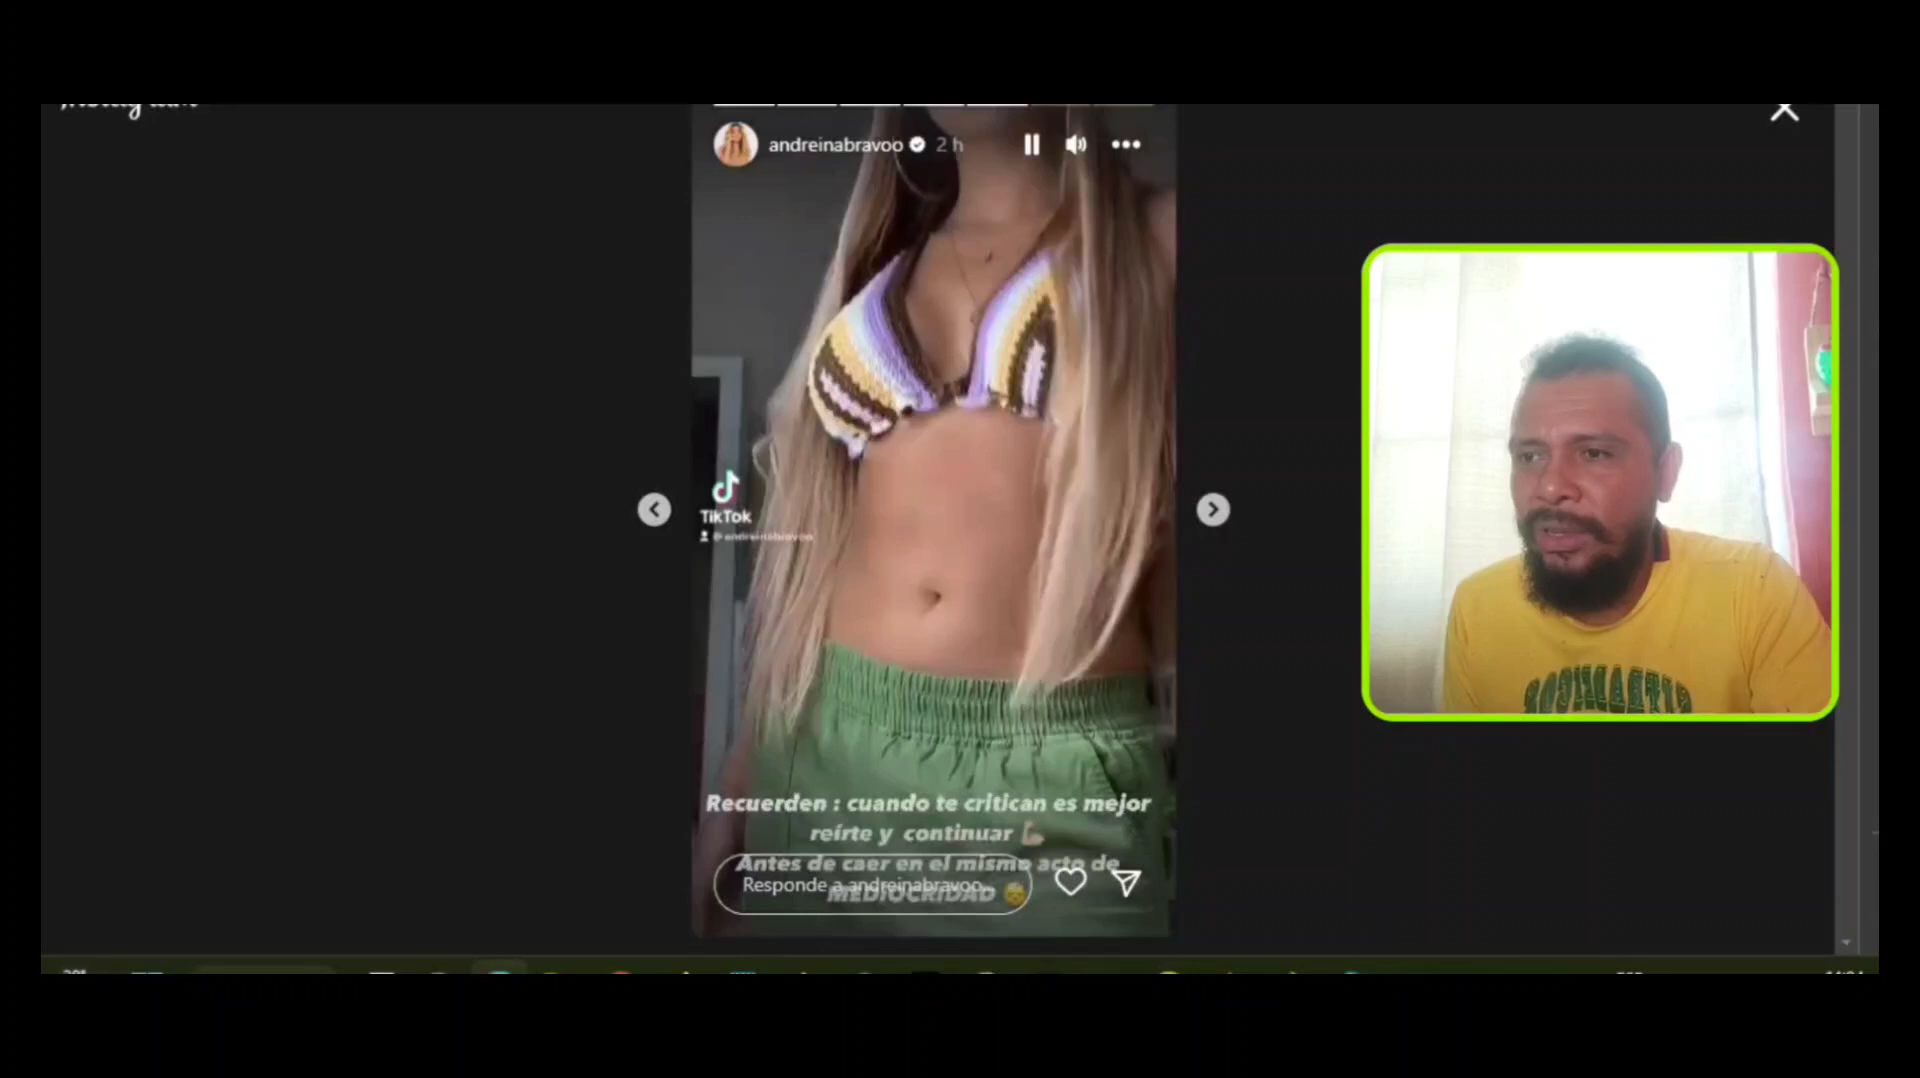 andreinabravoo 2 h
TikTok
@andreinabravoo
Recuerden : cuando te critican es mejor
reírte y continuar 💪
Antes de caer en el mismo acto de
MEDIOCRIDAD 😴
Responde a andreinabravoo...